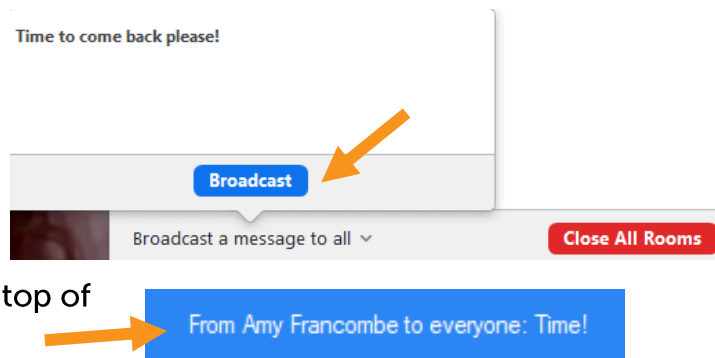 Time to come back please!
Broadcast
Broadcast a message to all
Close All Rooms
top of
From Amy Francombe to everyone: Time!